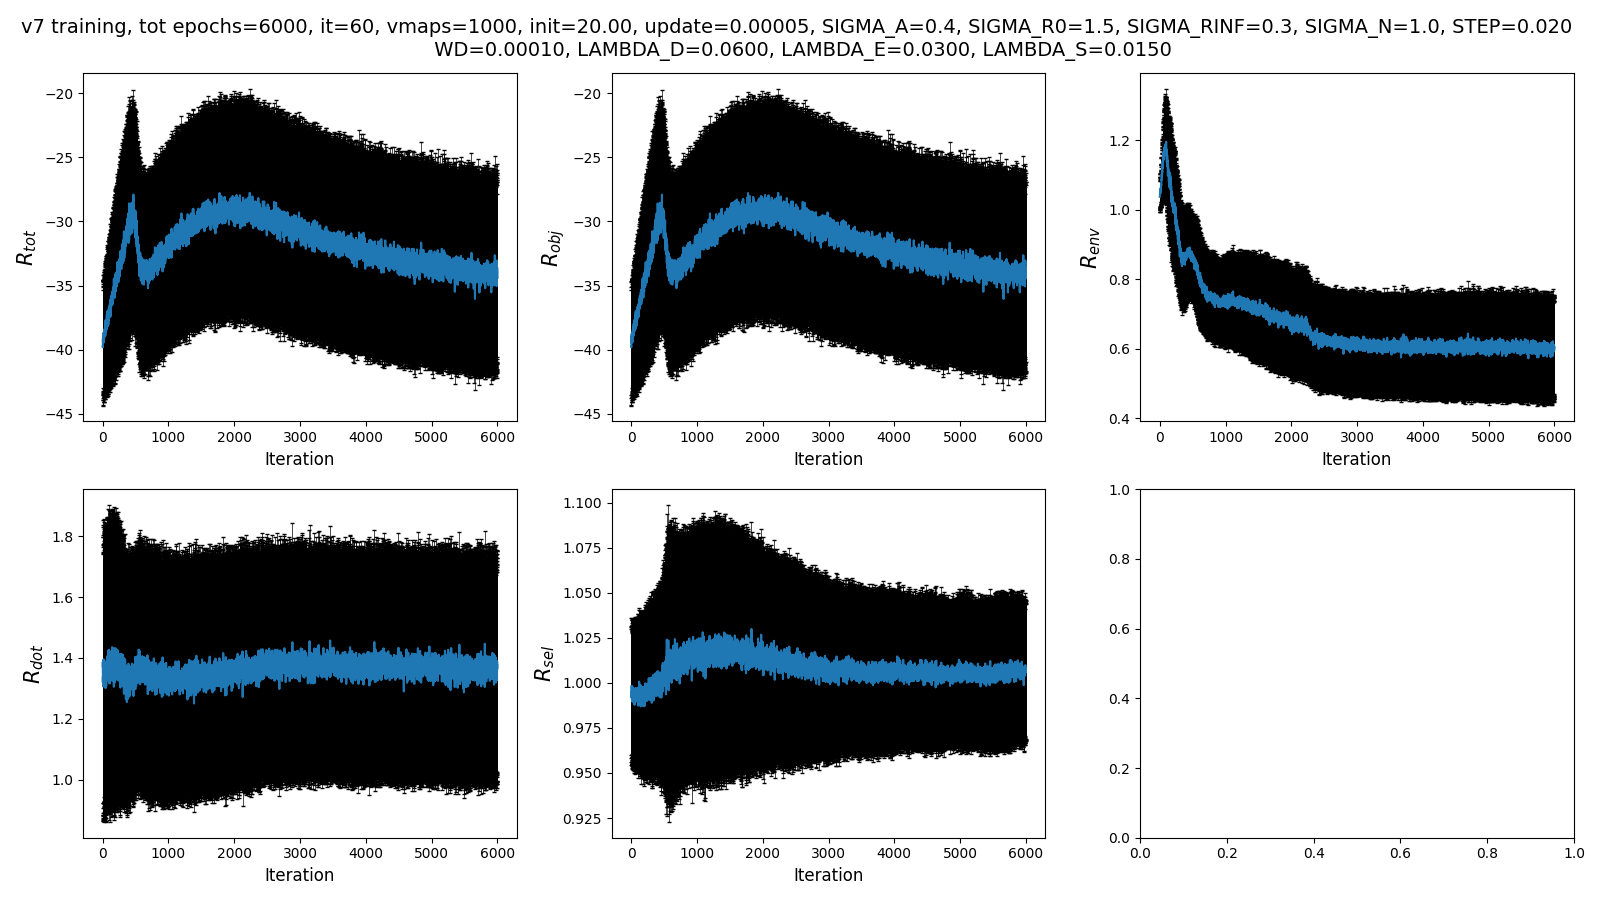 v7 training, tot epochs=6000, it=60, vmaps=1000, init=20.00, update=0.00005, SIGMA_A=0.4, SIGMA_R0=1.5, SIGMA_RINF=0.3, SIGMA_N=1.0, STEP=0.020
WD=0.00010, LAMBDA_D=0.0600, LAMBDA_E=0.0300, LAMBDA_S=0.0150
R_tot
−20
−25
−30
−35
−40
−45
0 1000 2000 3000 4000 5000 6000
Iteration
R_obj
−20
−25
−30
−35
−40
−45
0 1000 2000 3000 4000 5000 6000
Iteration
R_env
1.2
1.0
0.8
0.6
0.4
0 1000 2000 3000 4000 5000 6000
Iteration
R_dot
1.8
1.6
1.4
1.2
1.0
0 1000 2000 3000 4000 5000 6000
Iteration
R_sel
1.100
1.075
1.050
1.025
1.000
0.975
0.950
0.925
0 1000 2000 3000 4000 5000 6000
Iteration
1.0
0.8
0.6
0.4
0.2
0.0
0.0 0.2 0.4 0.6 0.8 1.0